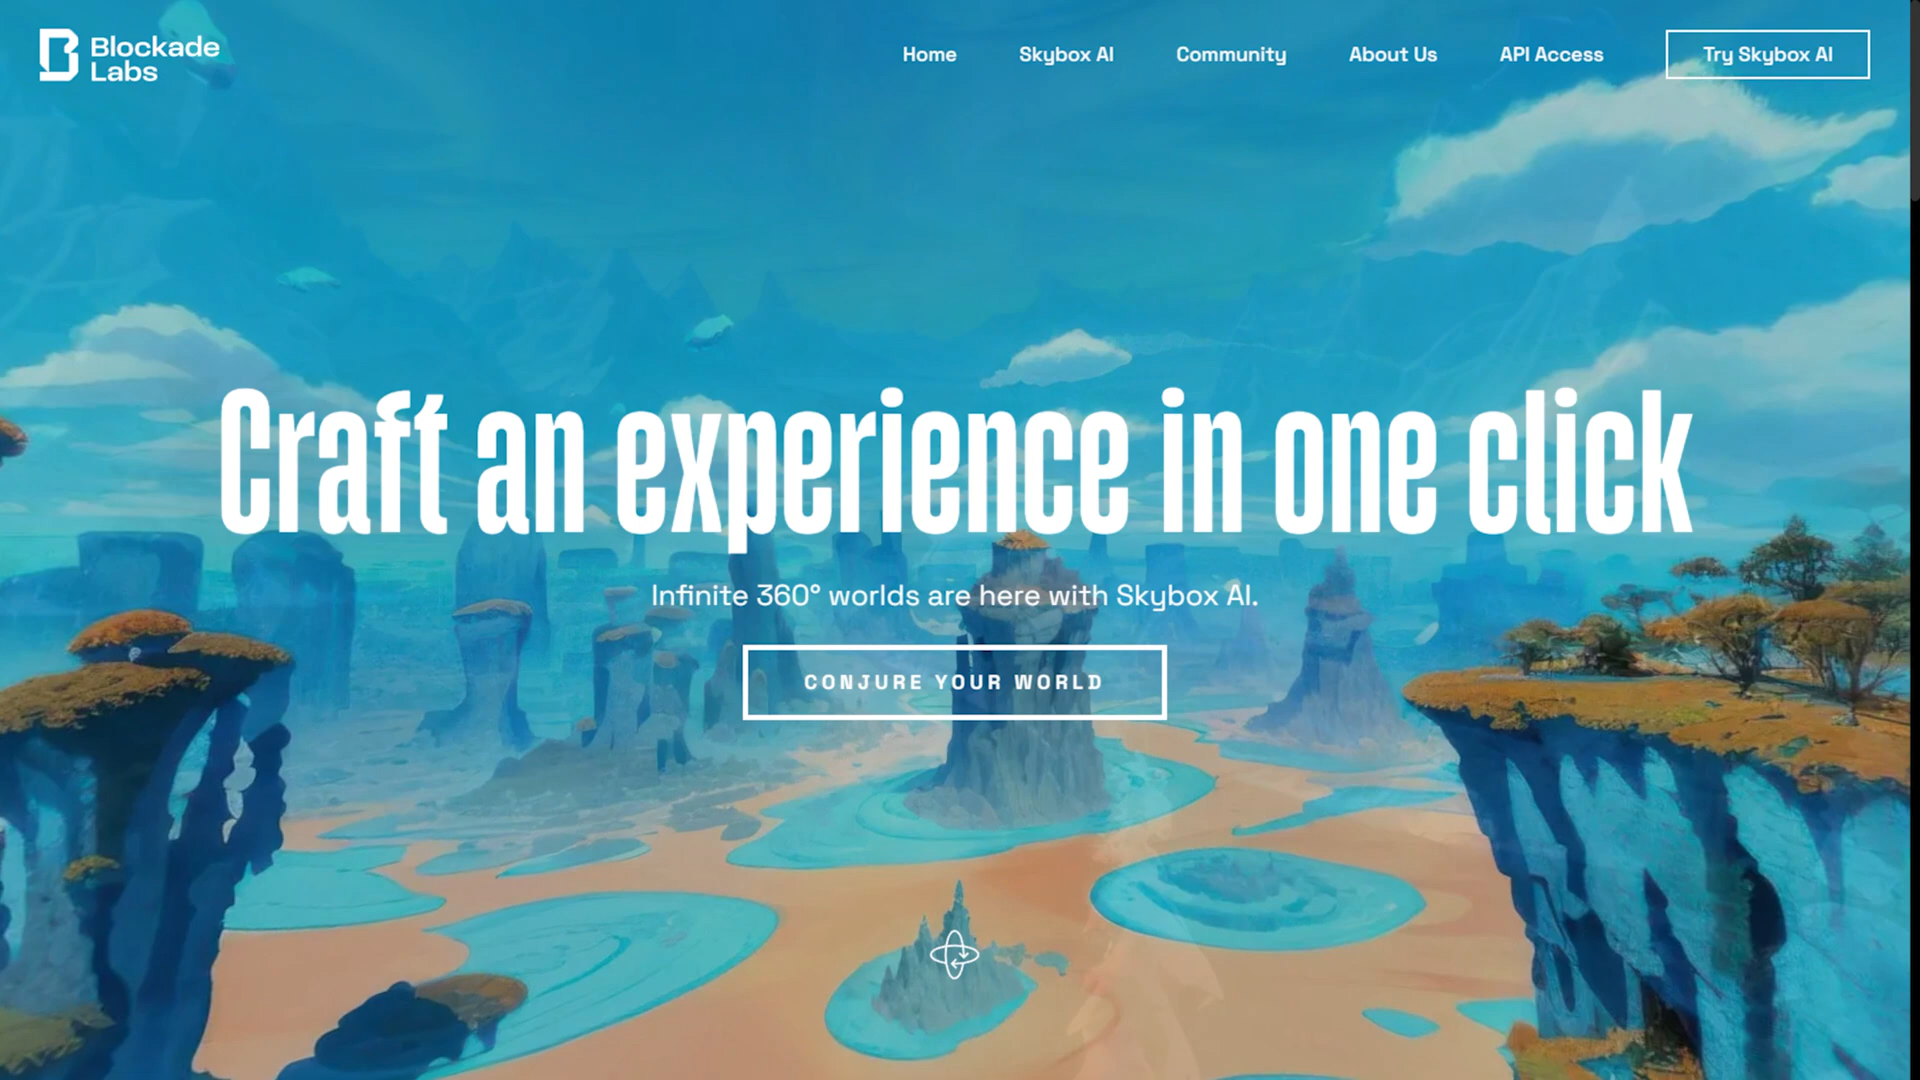 Blockade
Labs
Home
Skybox AI
Community
About Us
API Access
Try Skybox AI
Craft an experience in one click
Infinite 360° worlds are here with Skybox AI.
CONJURE YOUR WORLD